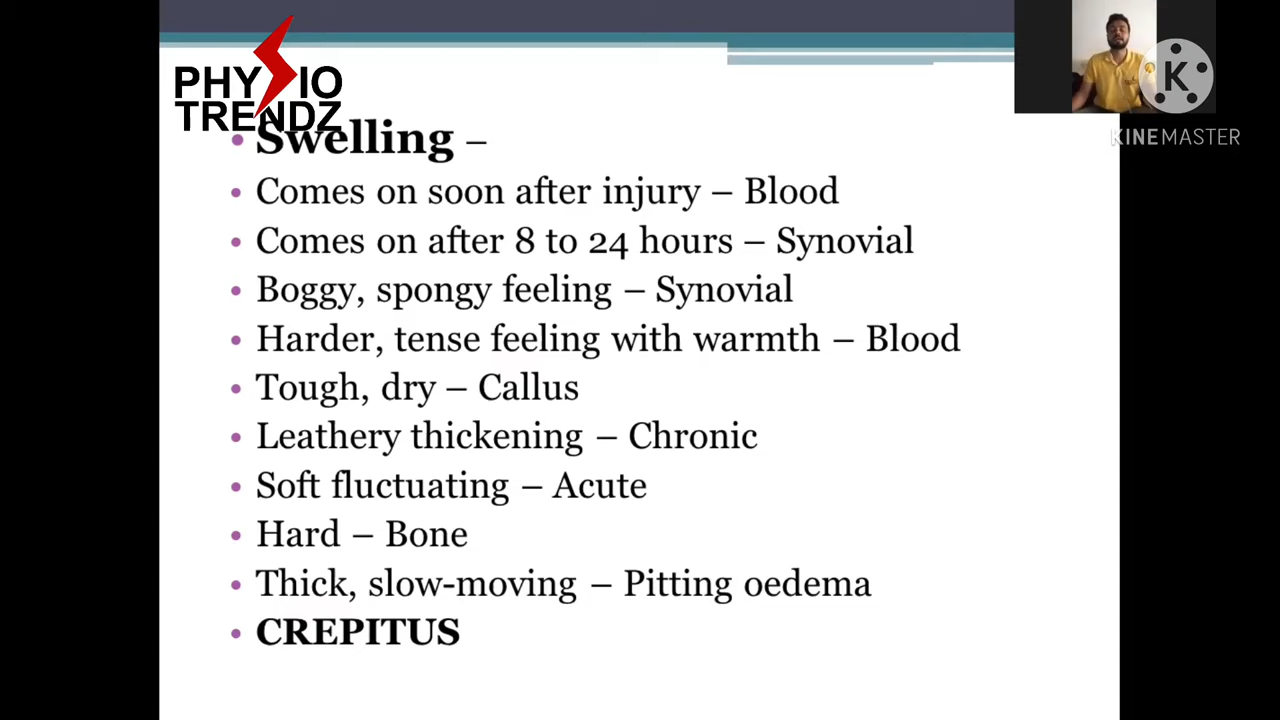 PHYSIO
TRENDZ
K
KINEMASTER
• Swelling –
• Comes on soon after injury – Blood
• Comes on after 8 to 24 hours – Synovial
• Boggy, spongy feeling – Synovial
• Harder, tense feeling with warmth – Blood
• Tough, dry – Callus
• Leathery thickening – Chronic
• Soft fluctuating – Acute
• Hard – Bone
• Thick, slow-moving – Pitting oedema
• CREPITUS